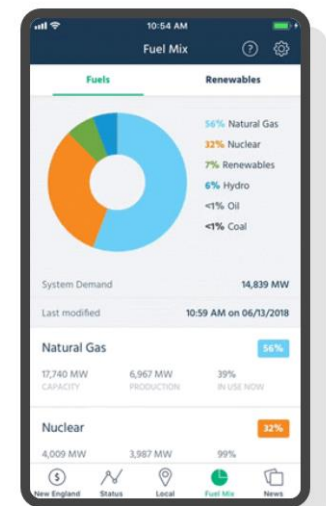 10:54 AM
Fuel Mix ?
Fuels Renewables
56% Natural Gas
32% Nuclear
7% Renewables
6% Hydro
<1% Oil
<1% Coal
System Demand 14,839 MW
Last modified 10:59 AM on 06/13/2018
Natural Gas 56%
17,740 MW 6,967 MW 39%
CAPACITY PRODUCTION IN USE NOW
Nuclear 32%
4,009 MW 3,987 MW 99%
$
New England Status Local Fuel Mix News